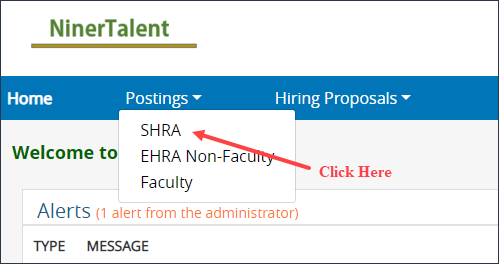 NinerTalent
Home Postings Hiring Proposals
SHRA
Welcome to
EHRA Non-Faculty
Click Here
Faculty
Alerts (1 alert from the administrator)
TYPE MESSAGE